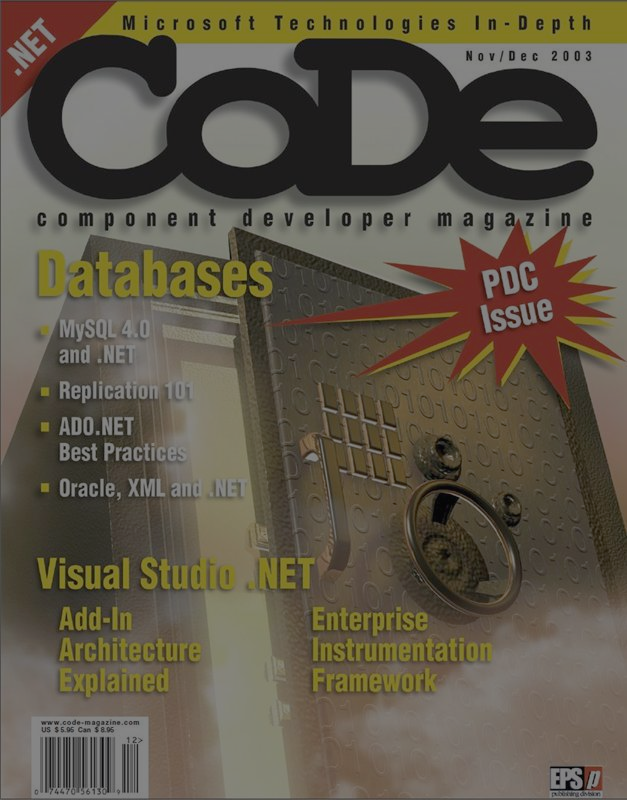 .NET
Microsoft Technologies In-Depth
Nov/Dec 2003
CoDe
component developer magazine
Databases
PDC
Issue
MySQL 4.0
and .NET
Replication 101
ADO.NET
Best Practices
Oracle, XML and .NET
Visual Studio .NET
Add-In
Architecture
Explained
Enterprise
Instrumentation
Framework
www.code-magazine.com
US $5.95 Can $8.95
12>
0 74470 56130 9
EPS/p
publishing division